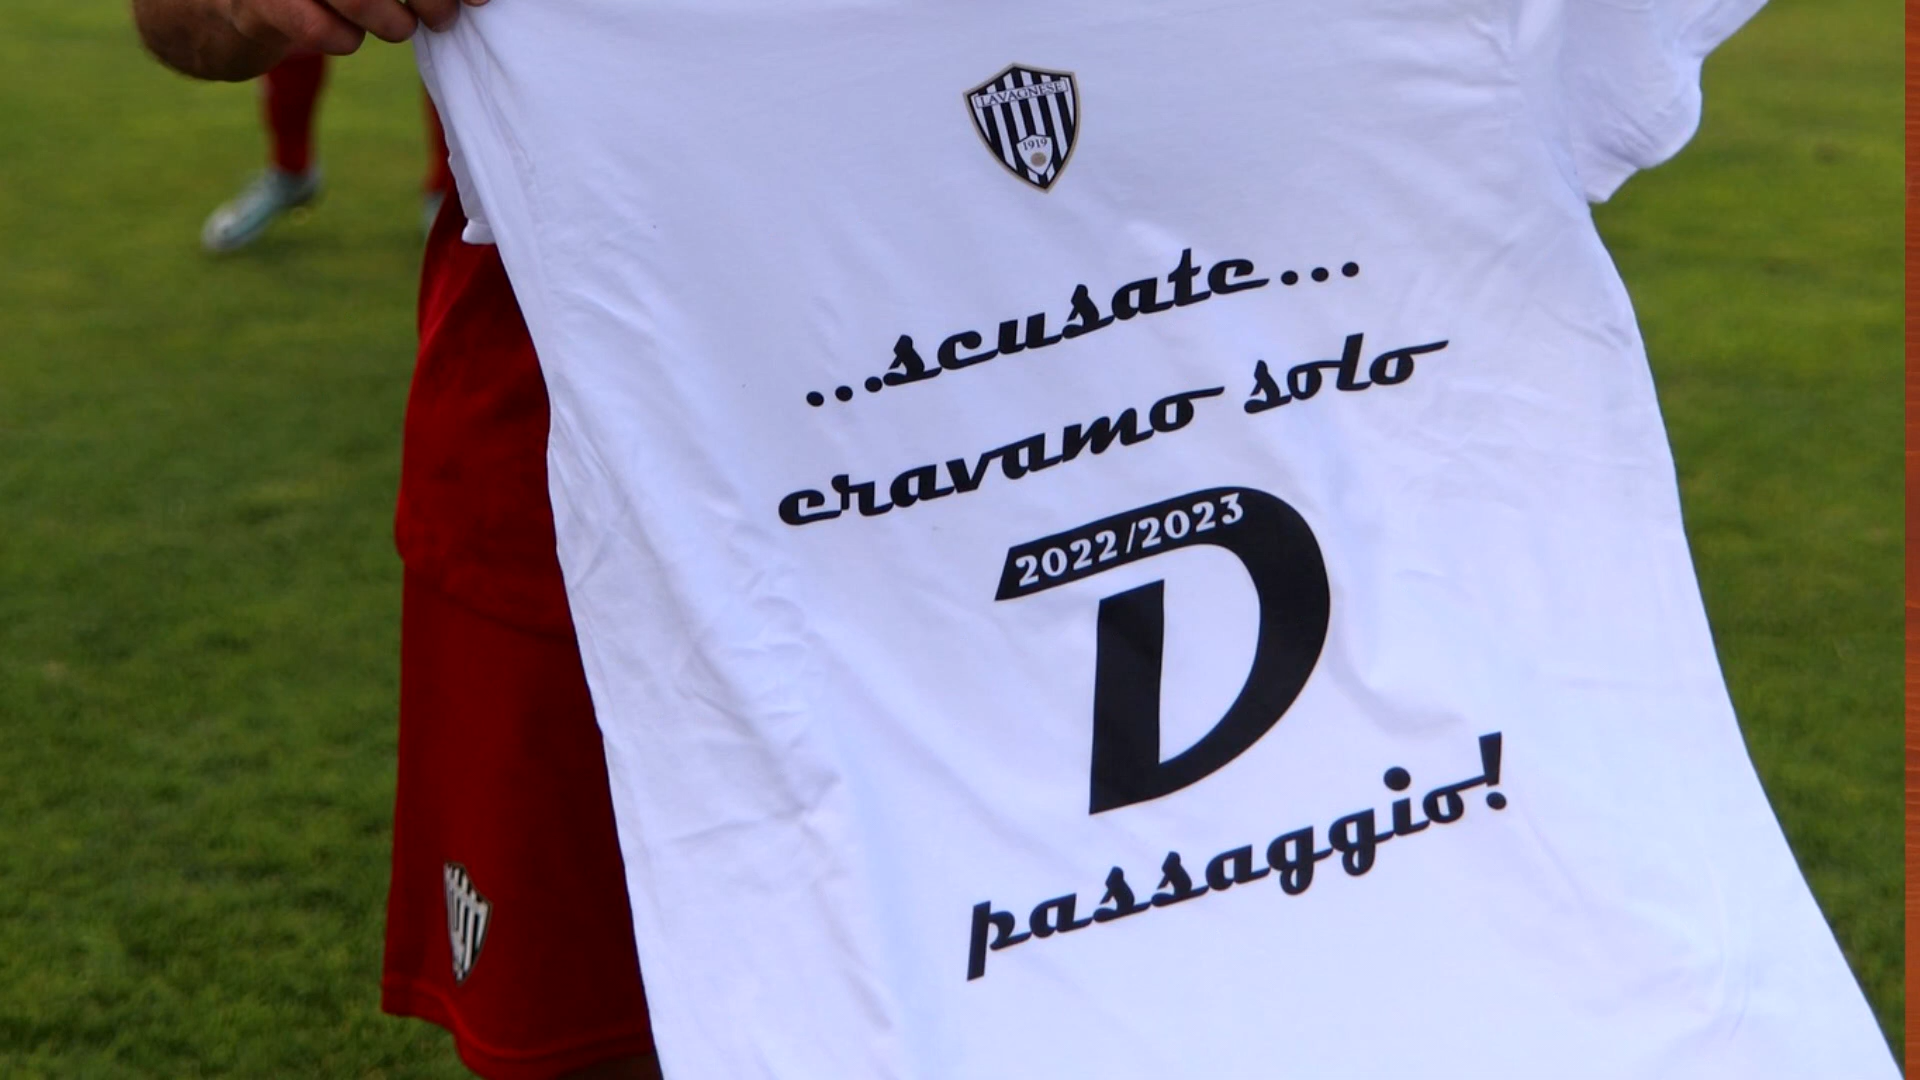 LAVAGNESE
1919
...scusate...
eravamo solo
2022/2023
D
passaggio!